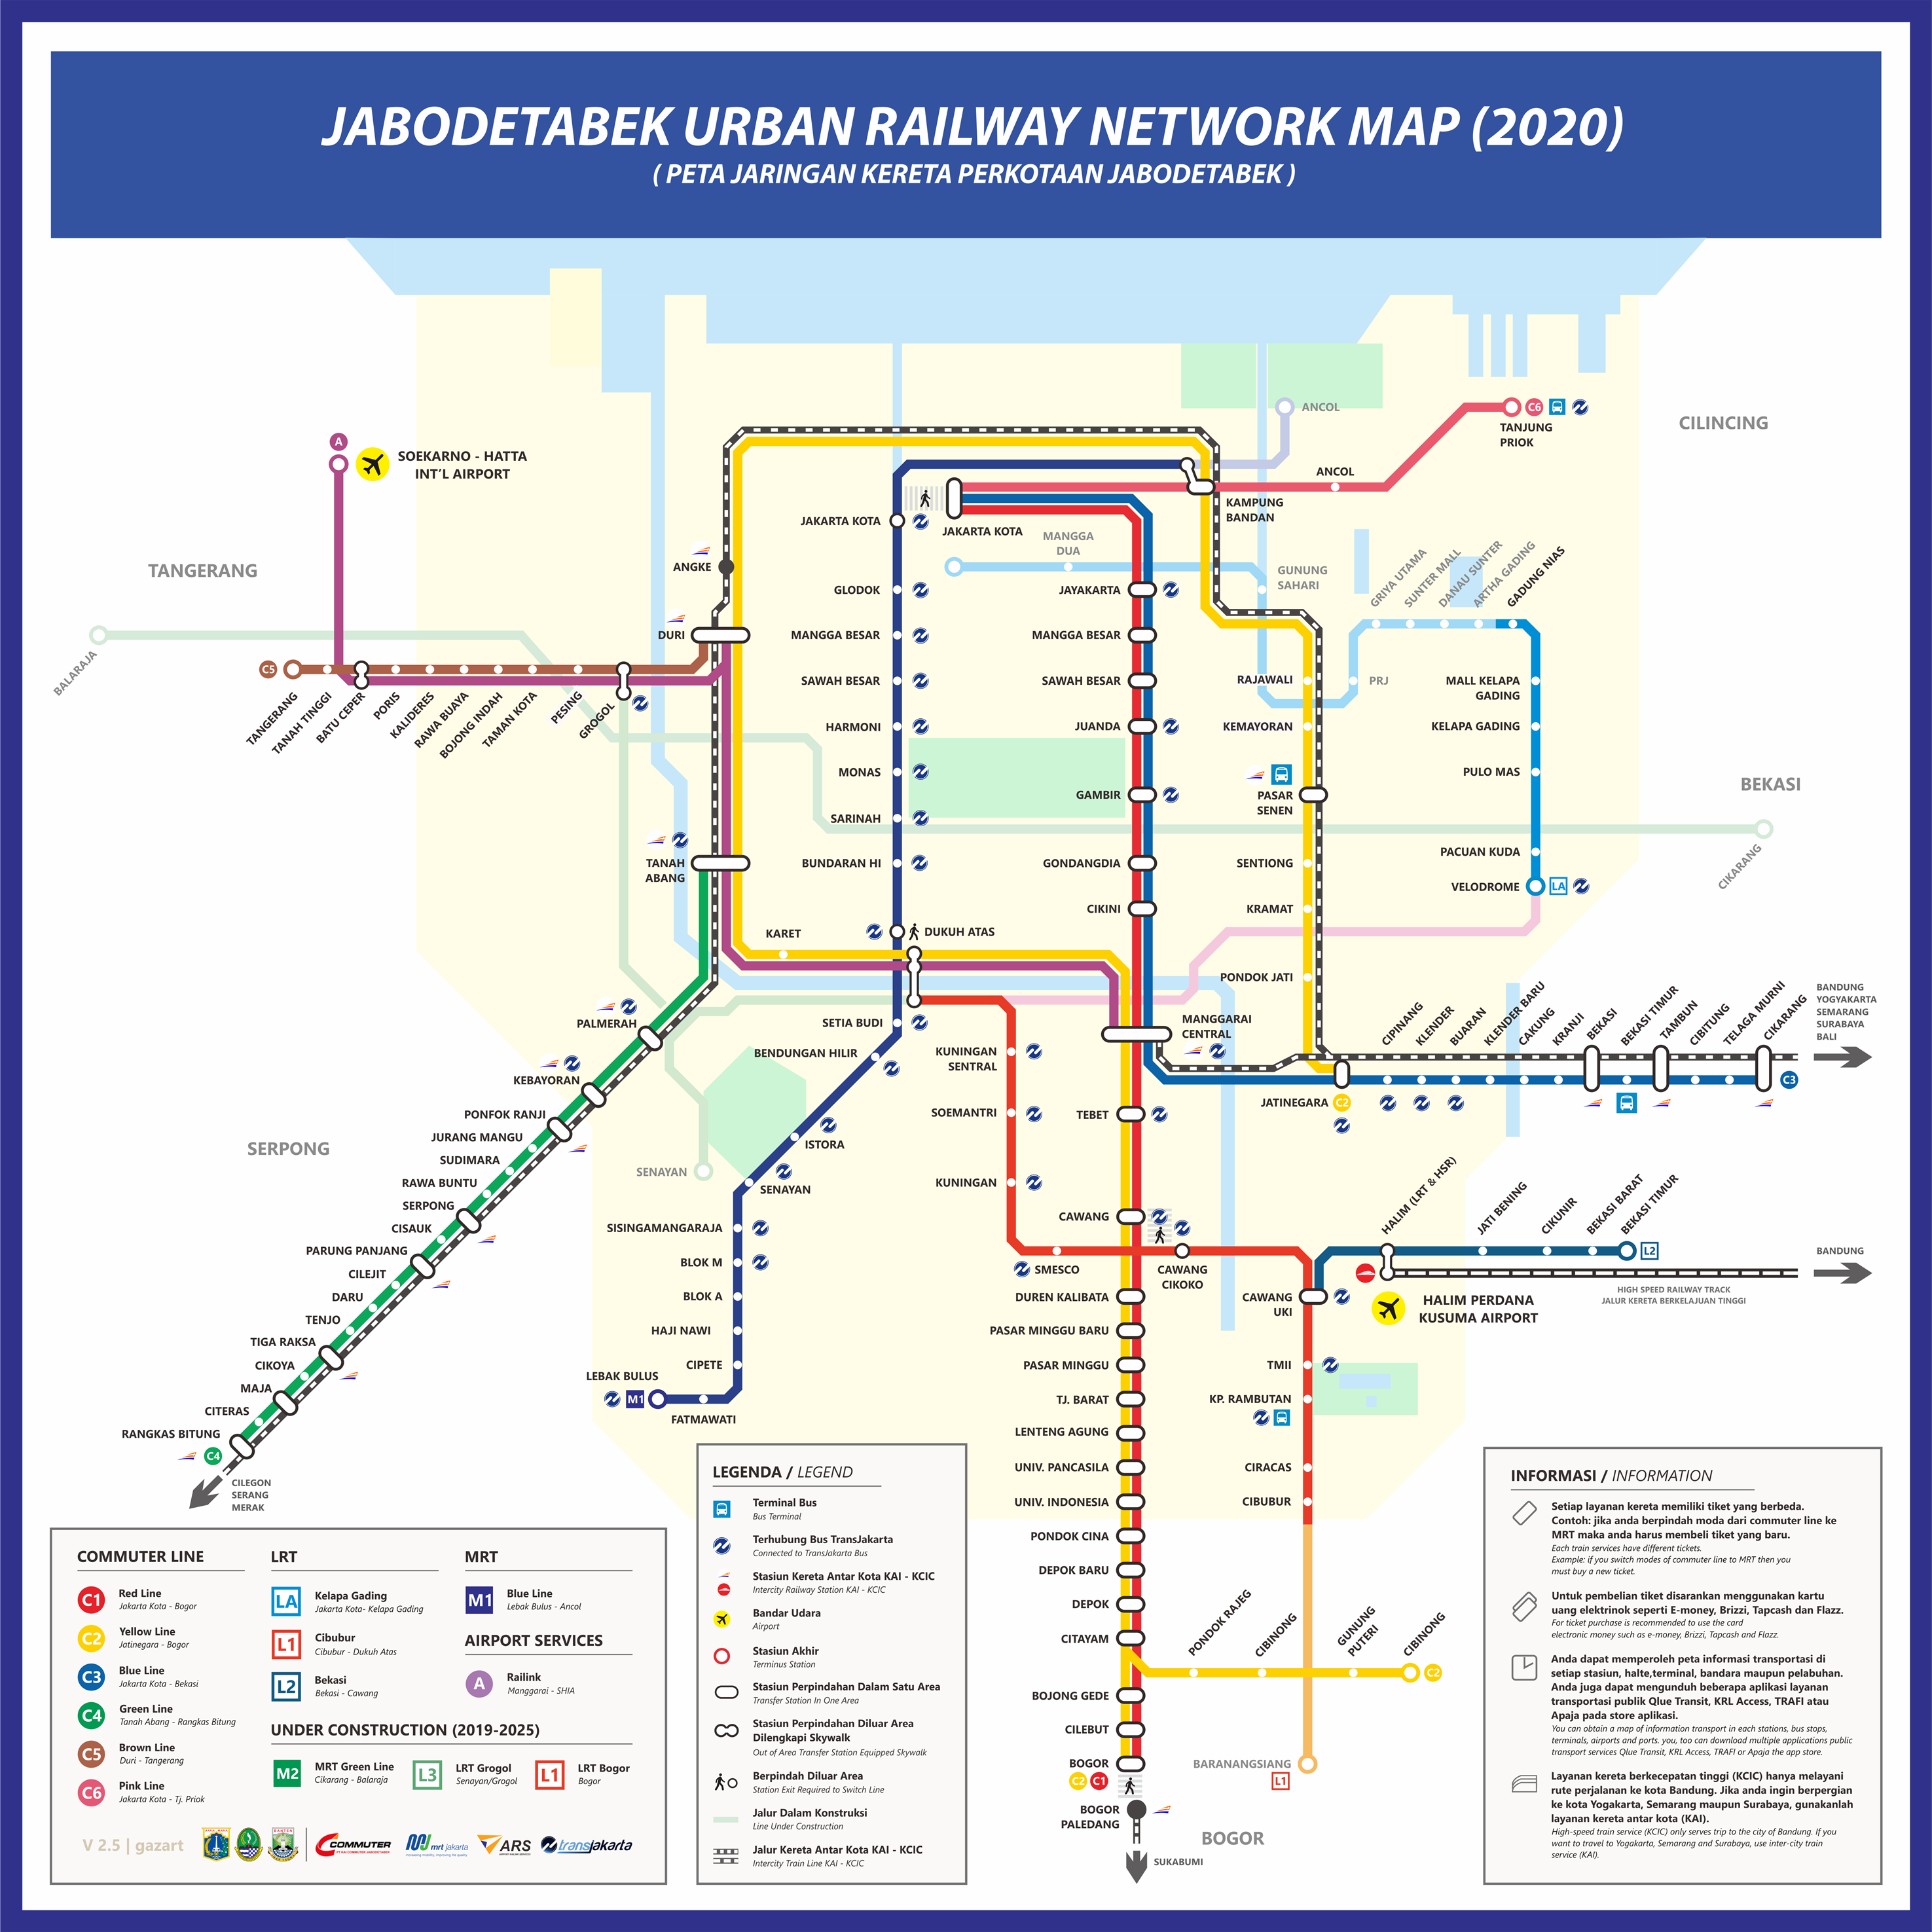 JABODETABEK URBAN RAILWAY NETWORK MAP (2020)
( PETA JARINGAN KERETA PERKOTAAN JABODETABEK )
ANCOL
C6
TANJUNG
PRIOK
CILINCING
A
SOEKARNO - HATTA
INT'L AIRPORT
ANCOL
KAMPUNG
BANDAN
JAKARTA KOTA
JAKARTA KOTA
MANGGA
DUA
TANGERANG
ANGKE
GUNUNG
SAHARI
GRIYA UTAMA
SUNTER MALL
DANAU SUNTER
ARTHA GADING
GADUNG NIAS
GLODOK
JAYAKARTA
DURI
MANGGA BESAR
MANGGA BESAR
BALARAJA
C5
TANGERANG
TANAH TINGGI
BATU CEPER
PORIS
KALIDERES
RAWA BUAYA
BOJONG INDAH
TAMAN KOTA
PESING
GROGOL
SAWAH BESAR
SAWAH BESAR
RAJAWALI
PRJ
MALL KELAPA
GADING
HARMONI
JUANDA
KEMAYORAN
KELAPA GADING
MONAS
PULO MAS
BEKASI
GAMBIR
PASAR
SENEN
SARINAH
TANAH
ABANG
BUNDARAN HI
GONDANGDIA
SENTIONG
PACUAN KUDA
CIKARANG
VELODROME
LA
CIKINI
KRAMAT
KARET
DUKUH ATAS
PONDOK JATI
PALMERAH
SETIA BUDI
MANGGARAI
CENTRAL
CIPINANG
KLENDER
BUARAN
KLENDER BARU
CAKUNG
KRANJI
BEKASI
BEKASI TIMUR
TAMBUN
CIBITUNG
TELAGA MURNI
CIKARANG
BANDUNG
YOGYAKARTA
SEMARANG
SURABAYA
BALI
BENDUNGAN HILIR
KUNINGAN
SENTRAL
KEBAYORAN
C3
JATINEGARA
C2
PONFOK RANJI
SOEMANTRI
TEBET
JURANG MANGU
ISTORA
SERPONG
SUDIMARA
SENAYAN
SENAYAN
RAWA BUNTU
KUNINGAN
SERPONG
CISAUK
SISINGAMANGARAJA
CAWANG
HALIM (LRT & HSR)
JATI BENING
CIKUNIR
BEKASI BARAT
BEKASI TIMUR
L2
PARUNG PANJANG
BLOK M
SMESCO
CAWANG
CIKOKO
BANDUNG
CILEJIT
HIGH SPEED RAILWAY TRACK
JALUR KERETA BERKELAJUAN TINGGI
DARU
BLOK A
DUREN KALIBATA
CAWANG
UKI
HALIM PERDANA
KUSUMA AIRPORT
TENJO
HAJI NAWI
PASAR MINGGU BARU
TIGA RAKSA
CIKOYA
CIPETE
PASAR MINGGU
TMII
LEBAK BULUS
M1
FATMAWATI
MAJA
TJ. BARAT
KP. RAMBUTAN
CITERAS
RANGKAS BITUNG
C4
LENTENG AGUNG
CILEGON
SERANG
MERAK
UNIV. PANCASILA
CIRACAS
UNIV. INDONESIA
CIBUBUR
PONDOK CINA
DEPOK BARU
DEPOK
CITAYAM
PONDOK RAJEG
CIBINONG
GUNUNG
PUTERI
CIBINONG
C2
BOJONG GEDE
CILEBUT
BOGOR
C2
C1
BARANANGSIANG
L1
BOGOR
PALEDANG
BOGOR
SUKABUMI
COMMUTER LINE
C1
Red Line
Jakarta Kota - Bogor
C2
Yellow Line
Jatinegara - Bogor
C3
Blue Line
Jakarta Kota - Bekasi
C4
Green Line
Tanah Abang - Rangkas Bitung
C5
Brown Line
Duri - Tangerang
C6
Pink Line
Jakarta Kota - Tj. Priok
LRT
LA
Kelapa Gading
Jakarta Kota- Kelapa Gading
L1
Cibubur
Cibubur - Dukuh Atas
L2
Bekasi
Bekasi - Cawang
MRT
M1
Blue Line
Lebak Bulus - Ancol
AIRPORT SERVICES
A
Railink
Manggarai - SHIA
UNDER CONSTRUCTION (2019-2025)
M2
MRT Green Line
Cikarang - Balaraja
L3
LRT Grogol
Senayan/Grogol
L1
LRT Bogor
Bogor
V 2.5 | gazart
COMMUTER
mrt jakarta
ARS
transjakarta
LEGENDA / LEGEND
Terminal Bus
Bus Terminal
Terhubung Bus TransJakarta
Connected to TransJakarta Bus
Stasiun Kereta Antar Kota KAI - KCIC
Intercity Railway Station KAI - KCIC
Bandar Udara
Airport
Stasiun Akhir
Terminus Station
Stasiun Perpindahan Dalam Satu Area
Transfer Station In One Area
Stasiun Perpindahan Diluar Area
Dilengkapi Skywalk
Out of Area Transfer Station Equipped Skywalk
Berpindah Diluar Area
Station Exit Required to Switch Line
Jalur Dalam Konstruksi
Line Under Construction
Jalur Kereta Antar Kota KAI - KCIC
Intercity Train Line KAI - KCIC
INFORMASI / INFORMATION
Setiap layanan kereta memiliki tiket yang berbeda.
Contoh: jika anda berpindah moda dari commuter line ke
MRT maka anda harus membeli tiket yang baru.
Each train services have different tickets.
Example: if you switch modes of commuter line to MRT then you
must buy a new ticket.
Untuk pembelian tiket disarankan menggunakan kartu
uang elektrinok seperti E-money, Brizzi, Tapcash dan Flazz.
For ticket purchase is recommended to use the card
electronic money such as e-money, Brizzi, Tapcash and Flazz.
Anda dapat memperoleh peta informasi transportasi di
setiap stasiun, halte,terminal, bandara maupun pelabuhan.
Anda juga dapat mengunduh beberapa aplikasi layanan
transportasi publik Qlue Transit, KRL Access, TRAFI atau
Apaja pada store aplikasi.
You can obtain a map of information transport in each stations, bus stops,
terminals, airports and ports. you, too can download multiple applications public
transport services Qlue Transit, KRL Access, TRAFI or Apaja the app store.
Layanan kereta berkecepatan tinggi (KCIC) hanya melayani
rute perjalanan ke kota Bandung. Jika anda ingin berpergian
ke kota Yogakarta, Semarang maupun Surabaya, gunakanlah
layanan kereta antar kota (KAI).
High-speed train service (KCIC) only serves trip to the city of Bandung. If you
want to travel to Yogakarta, Semarang and Surabaya, use inter-city train
service (KAI).